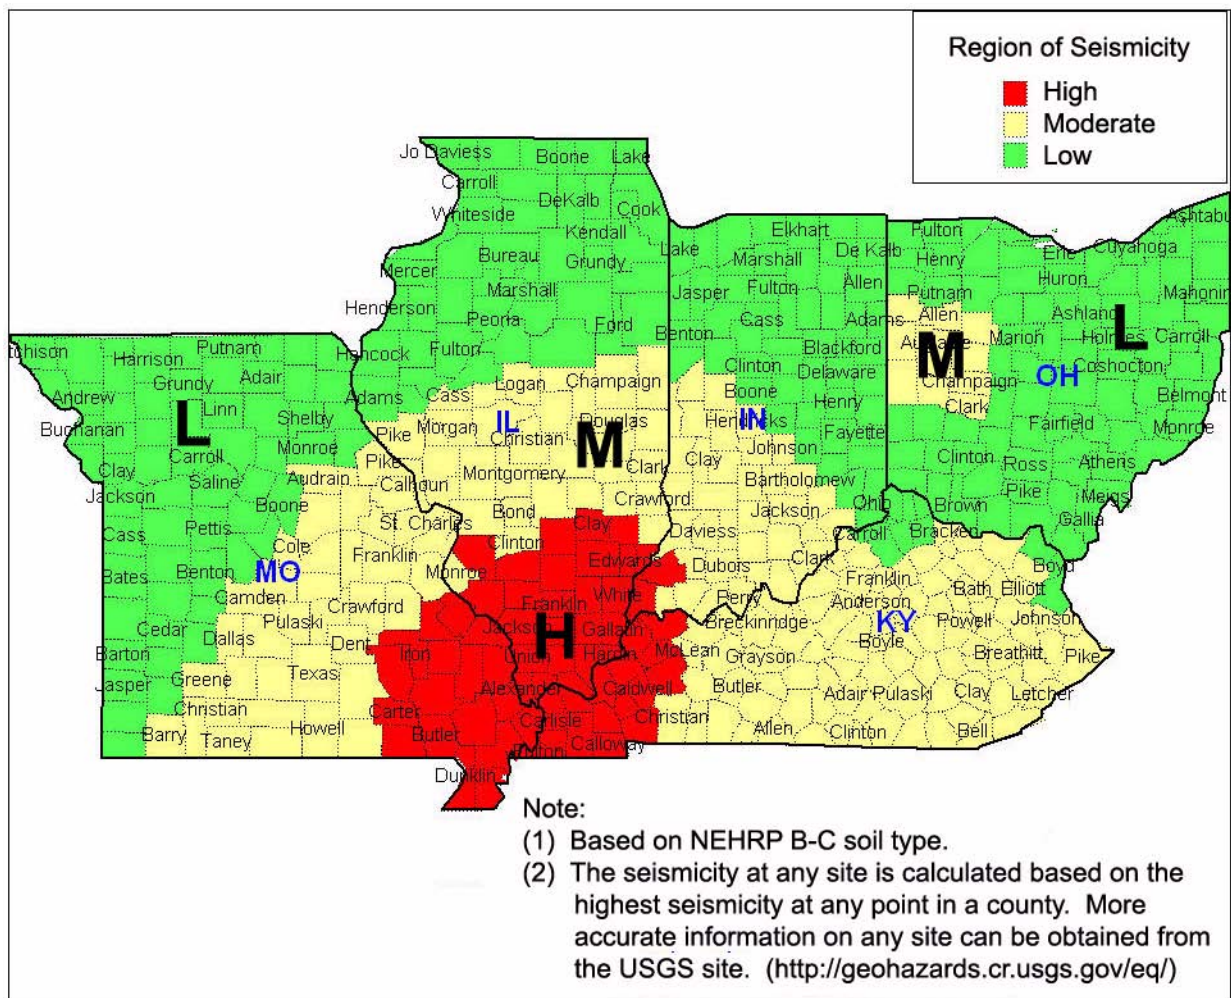 Region of Seismicity
High
Moderate
Low
Jo Daviess Boone Lake
Carroll
Whiteside DeKalb Cook
Kendall
Bureau Grundy
Mercer
Marshall
Henderson
Peoria Ford
Fulton
Hancock
Adams
Cass Logan Champaign
Pike Morgan IL Douglas
Christian M
Pike
Calhoun Montgomery Clark
Crawford
Bond
Clay
Clinton
Monroe
Edwards
Franklin White
Jackson H Gallatin
Union Hardin
Alexander
Lake Elkhart
Marshall De Kalb
Jasper Fulton Allen
Cass Adams
Benton
Blackford
Clinton Delaware
Boone
IN Henry
Johnson Fayette
Clay
Bartholomew
Jackson Ohio
Daviess
Dubois Clark
Perry
Fulton
Henry Erie Cuyahoga
Huron
Putnam
Allen Ashland
Marion Holmes Carroll
M L
Champaign OH Coshocton
Clark Belmont
Fairfield Monroe
Clinton Ross Athens
Pike Meigs
Brown Gallia
Harrison Putnam
Grundy Adair
Andrew Linn
L Shelby
Buchanan Monroe
Carroll
Clay Saline Audrain
Jackson Boone
Cass Pettis St. Charles
Cole
Franklin
Bates Benton MO
Camden Crawford
Pulaski
Cedar Dallas Dent
Barton Iron
Jasper Greene Texas
Christian Carter
Barry Taney Howell Butler
Dunklin
Carroll Bracken
Boyd
Franklin Bath Elliott
Anderson
Breckinridge KY Powell Johnson
Boyle
McLean Grayson Breathitt Pike
Caldwell Butler Adair Pulaski Clay Letcher
Carlisle Christian
Calloway Allen Clinton Bell
Note:
(1) Based on NEHRP B-C soil type.
(2) The seismicity at any site is calculated based on the
highest seismicity at any point in a county. More
accurate information on any site can be obtained from
the USGS site. (http://geohazards.cr.usgs.gov/eq/)